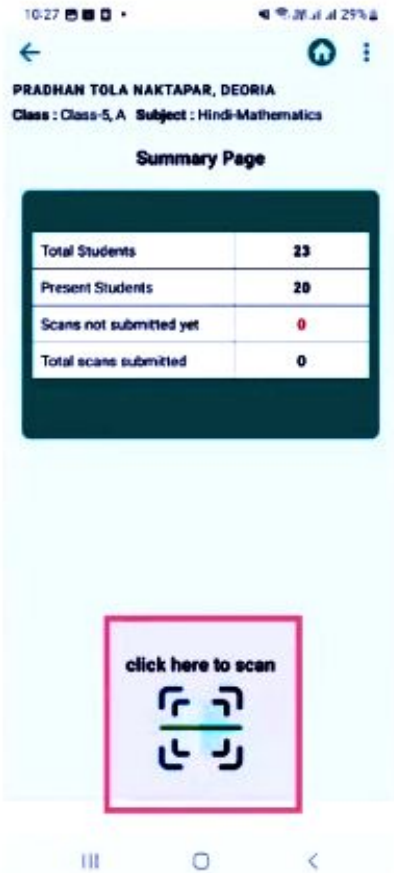 10:27 29%
PRADHAN TOLA NAKTAPAR, DEORIA
Class : Class-5, A Subject : Hindi-Mathematics
Summary Page
Total Students 23
Present Students 20
Scans not submitted yet 0
Total scans submitted 0
click here to scan